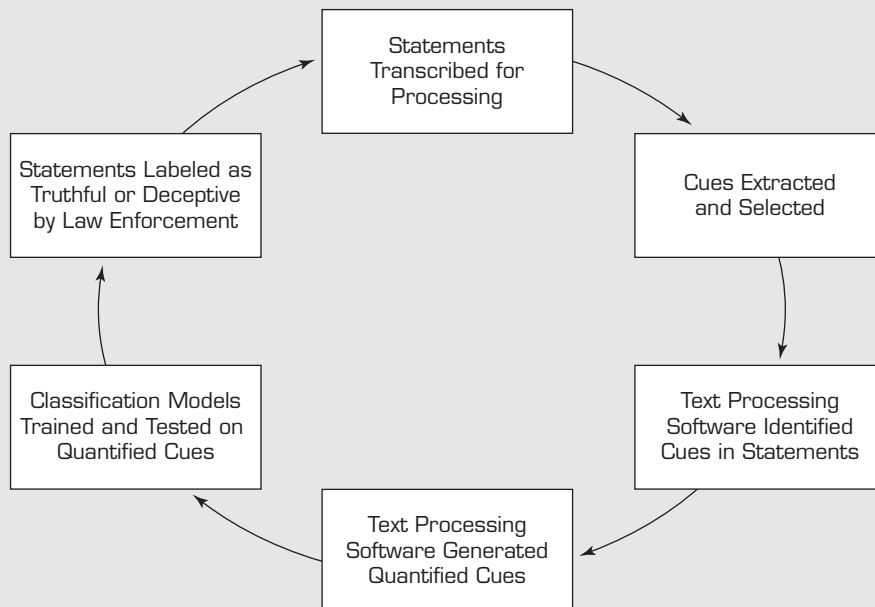 Statements
Transcribed for
Processing
Cues Extracted
and Selected
Text Processing
Software Identified
Cues in Statements
Text Processing
Software Generated
Quantified Cues
Classification Models
Trained and Tested on
Quantified Cues
Statements Labeled as
Truthful or Deceptive
by Law Enforcement